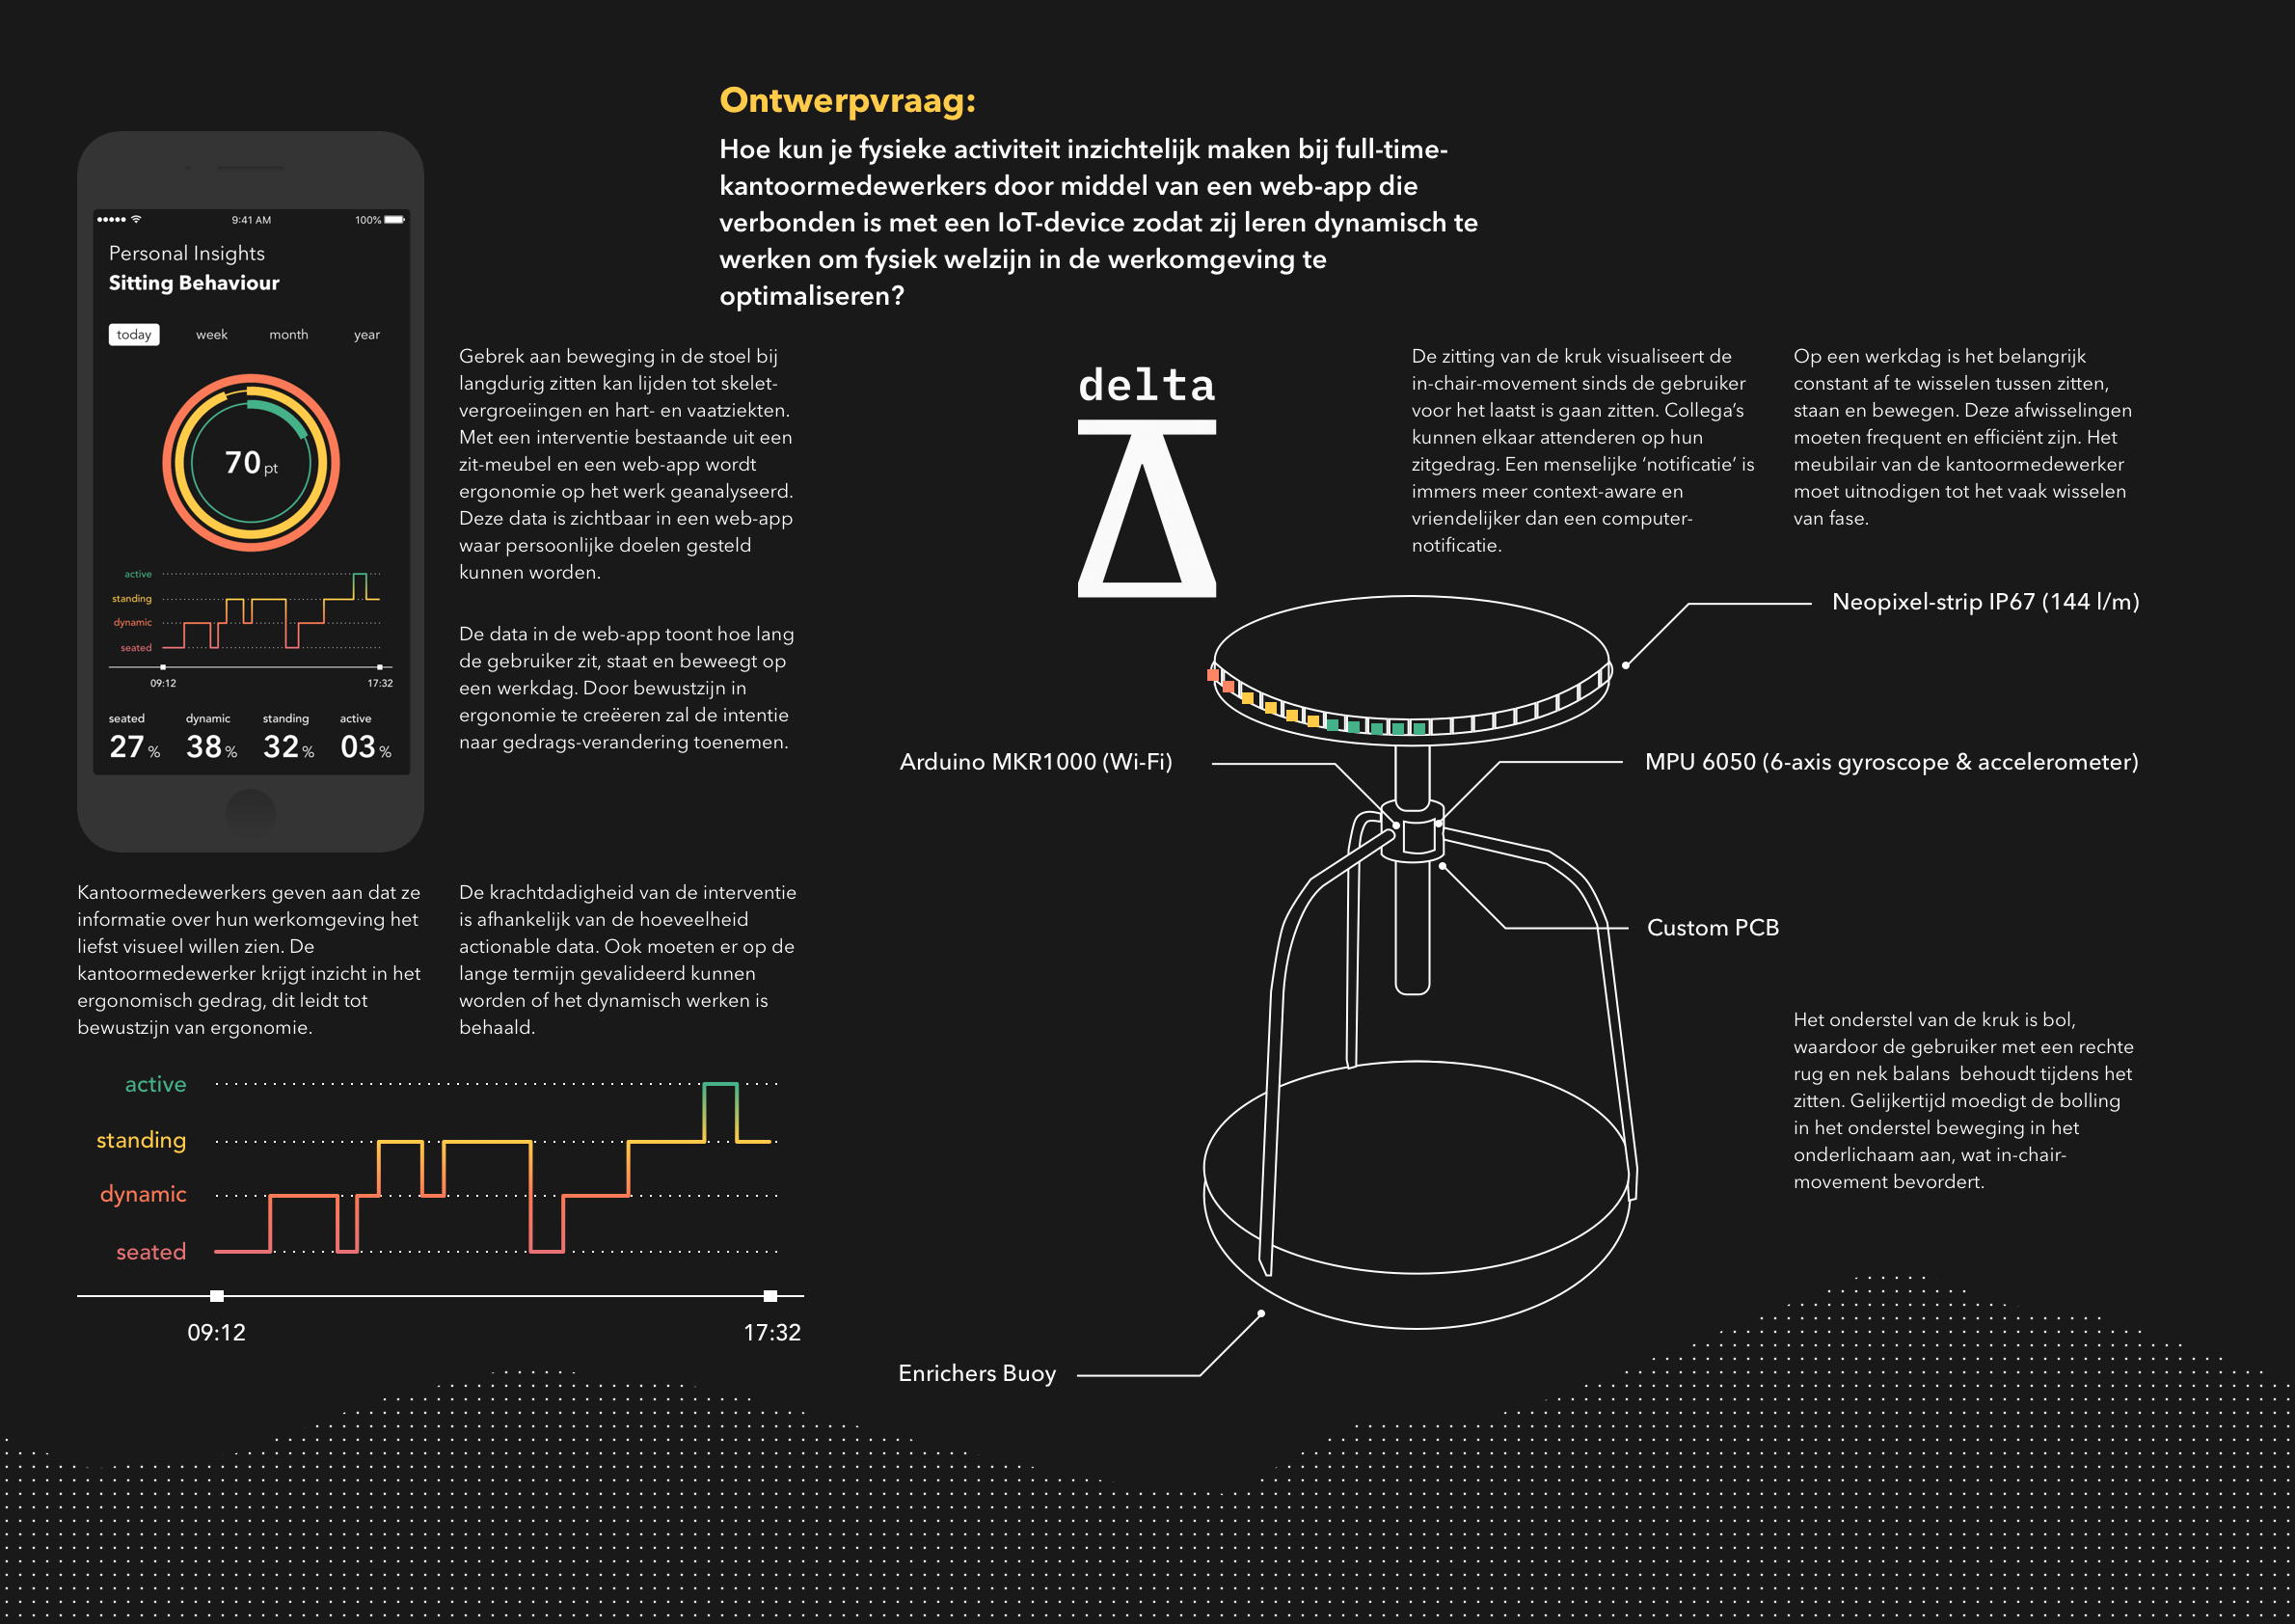 Ontwerpvraag:
Hoe kun je fysieke activiteit inzichtelijk maken bij full-time-
kantoormedewerkers door middel van een web-app die
verbonden is met een IoT-device zodat zij leren dynamisch te
werken om fysiek welzijn in de werkomgeving te
optimaliseren?
9:41 AM
100%
Personal Insights
Sitting Behaviour
today week month year
70 pt
active
standing
dynamic
seated
09:12 17:32
seated dynamic standing active
27 % 38 % 32 % 03 %
Gebrek aan beweging in de stoel bij
langdurig zitten kan lijden tot skelet-
vergroeiingen en hart- en vaatziekten.
Met een interventie bestaande uit een
zit-meubel en een web-app wordt
ergonomie op het werk geanalyseerd.
Deze data is zichtbaar in een web-app
waar persoonlijke doelen gesteld
kunnen worden.
De data in de web-app toont hoe lang
de gebruiker zit, staat en beweegt op
een werkdag. Door bewustzijn in
ergonomie te creëeren zal de intentie
naar gedrags-verandering toenemen.
Kantoormedewerkers geven aan dat ze
informatie over hun werkomgeving het
liefst visueel willen zien. De
kantoormedewerker krijgt inzicht in het
ergonomisch gedrag, dit leidt tot
bewustzijn van ergonomie.
De krachtdadigheid van de interventie
is afhankelijk van de hoeveelheid
actionable data. Ook moeten er op de
lange termijn gevalideerd kunnen
worden of het dynamisch werken is
behaald.
active
standing
dynamic
seated
09:12 17:32
delta
De zitting van de kruk visualiseert de
in-chair-movement sinds de gebruiker
voor het laatst is gaan zitten. Collega’s
kunnen elkaar attenderen op hun
zitgedrag. Een menselijke ‘notificatie’ is
immers meer context-aware en
vriendelijker dan een computer-
notificatie.
Op een werkdag is het belangrijk
constant af te wisselen tussen zitten,
staan en bewegen. Deze afwisselingen
moeten frequent en efficiënt zijn. Het
meubilair van de kantoormedewerker
moet uitnodigen tot het vaak wisselen
van fase.
Neopixel-strip IP67 (144 l/m)
Arduino MKR1000 (Wi-Fi)
MPU 6050 (6-axis gyroscope & accelerometer)
Custom PCB
Het onderstel van de kruk is bol,
waardoor de gebruiker met een rechte
rug en nek balans  behoudt tijdens het
zitten. Gelijkertijd moedigt de bolling
in het onderstel beweging in het
onderlichaam aan, wat in-chair-
movement bevordert.
Enrichers Buoy